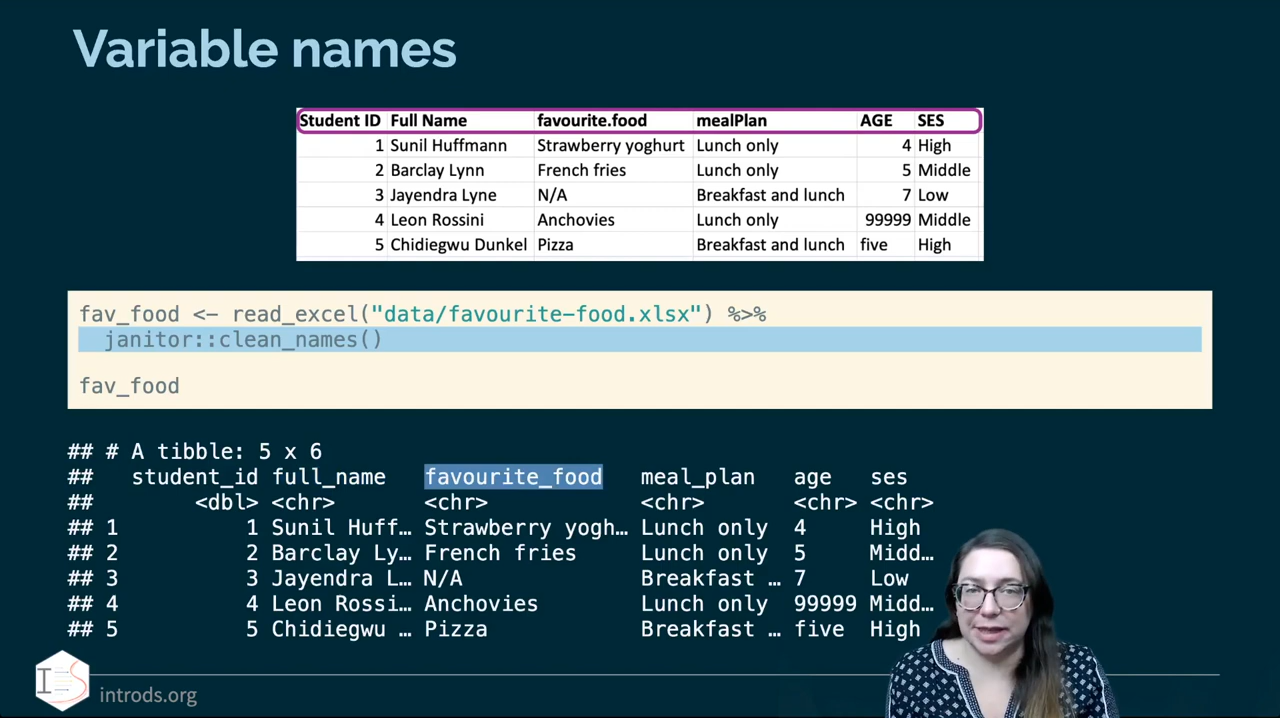 Variable names
Student ID Full Name favourite.food mealPlan AGE SES
1 Sunil Huffmann Strawberry yoghurt Lunch only 4 High
2 Barclay Lynn French fries Lunch only 5 Middle
3 Jayendra Lyne N/A Breakfast and lunch 7 Low
4 Leon Rossini Anchovies Lunch only 99999 Middle
5 Chidiegwu Dunkel Pizza Breakfast and lunch five High
fav_food <- read_excel("data/favourite-food.xlsx") %>%
janitor::clean_names()
fav_food
## # A tibble: 5 x 6
## student_id full_name favourite_food meal_plan age ses
## <dbl> <chr> <chr> <chr> <chr> <chr>
## 1 1 Sunil Huff… Strawberry yogh… Lunch only 4 High
## 2 2 Barclay Ly… French fries Lunch only 5 Midd…
## 3 3 Jayendra L… N/A Breakfast … 7 Low
## 4 4 Leon Rossi… Anchovies Lunch only 99999 Midd…
## 5 5 Chidiegwu … Pizza Breakfast … five High
IDS
introds.org